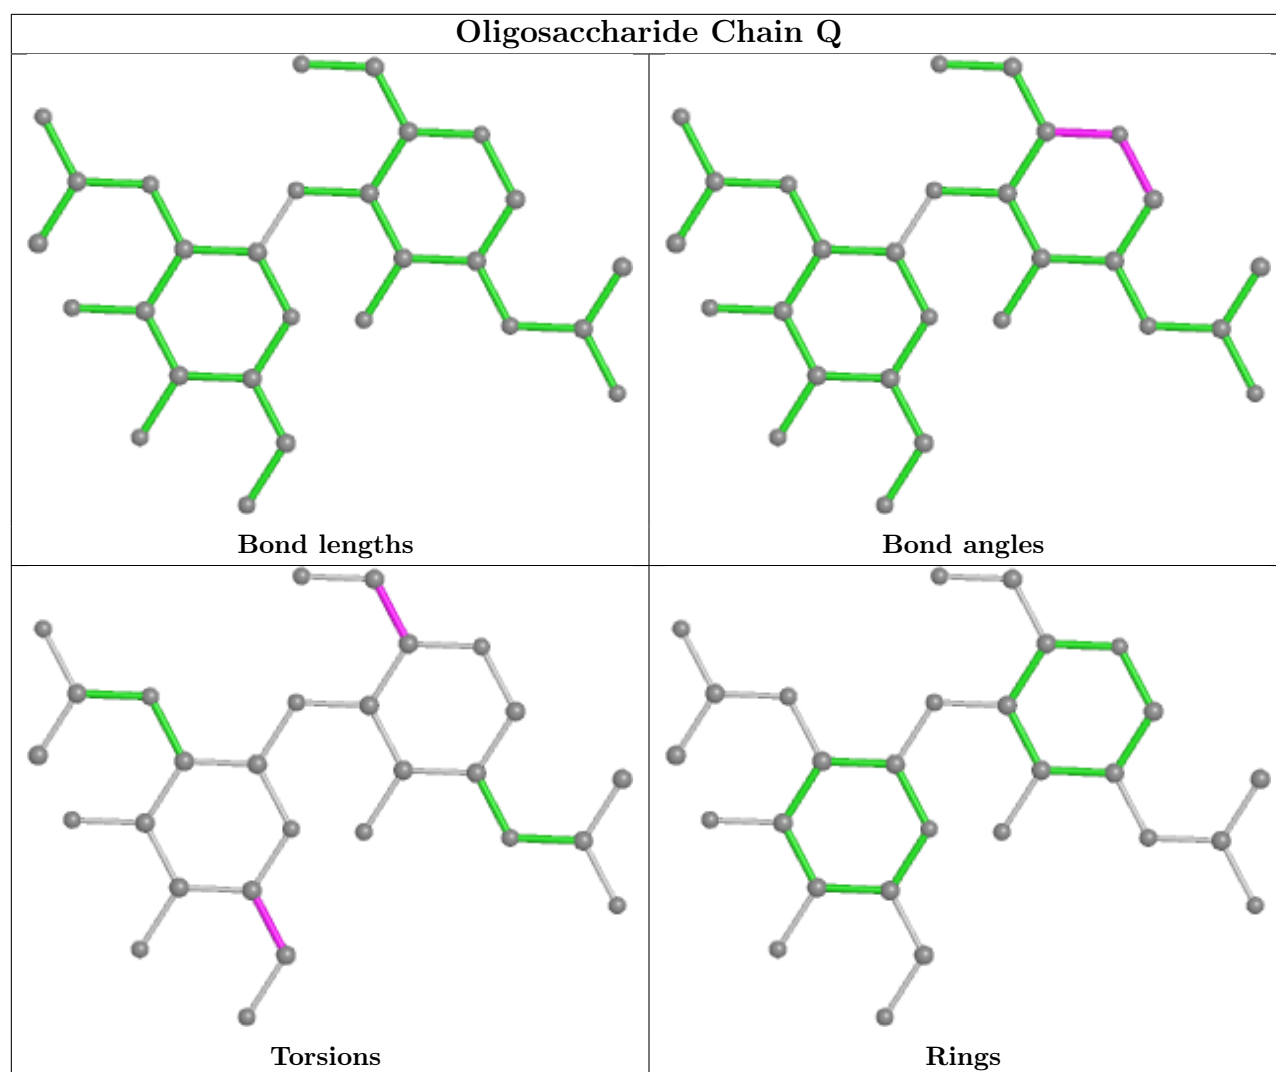 Oligosaccharide Chain Q
Bond lengths
Bond angles
Torsions
Rings